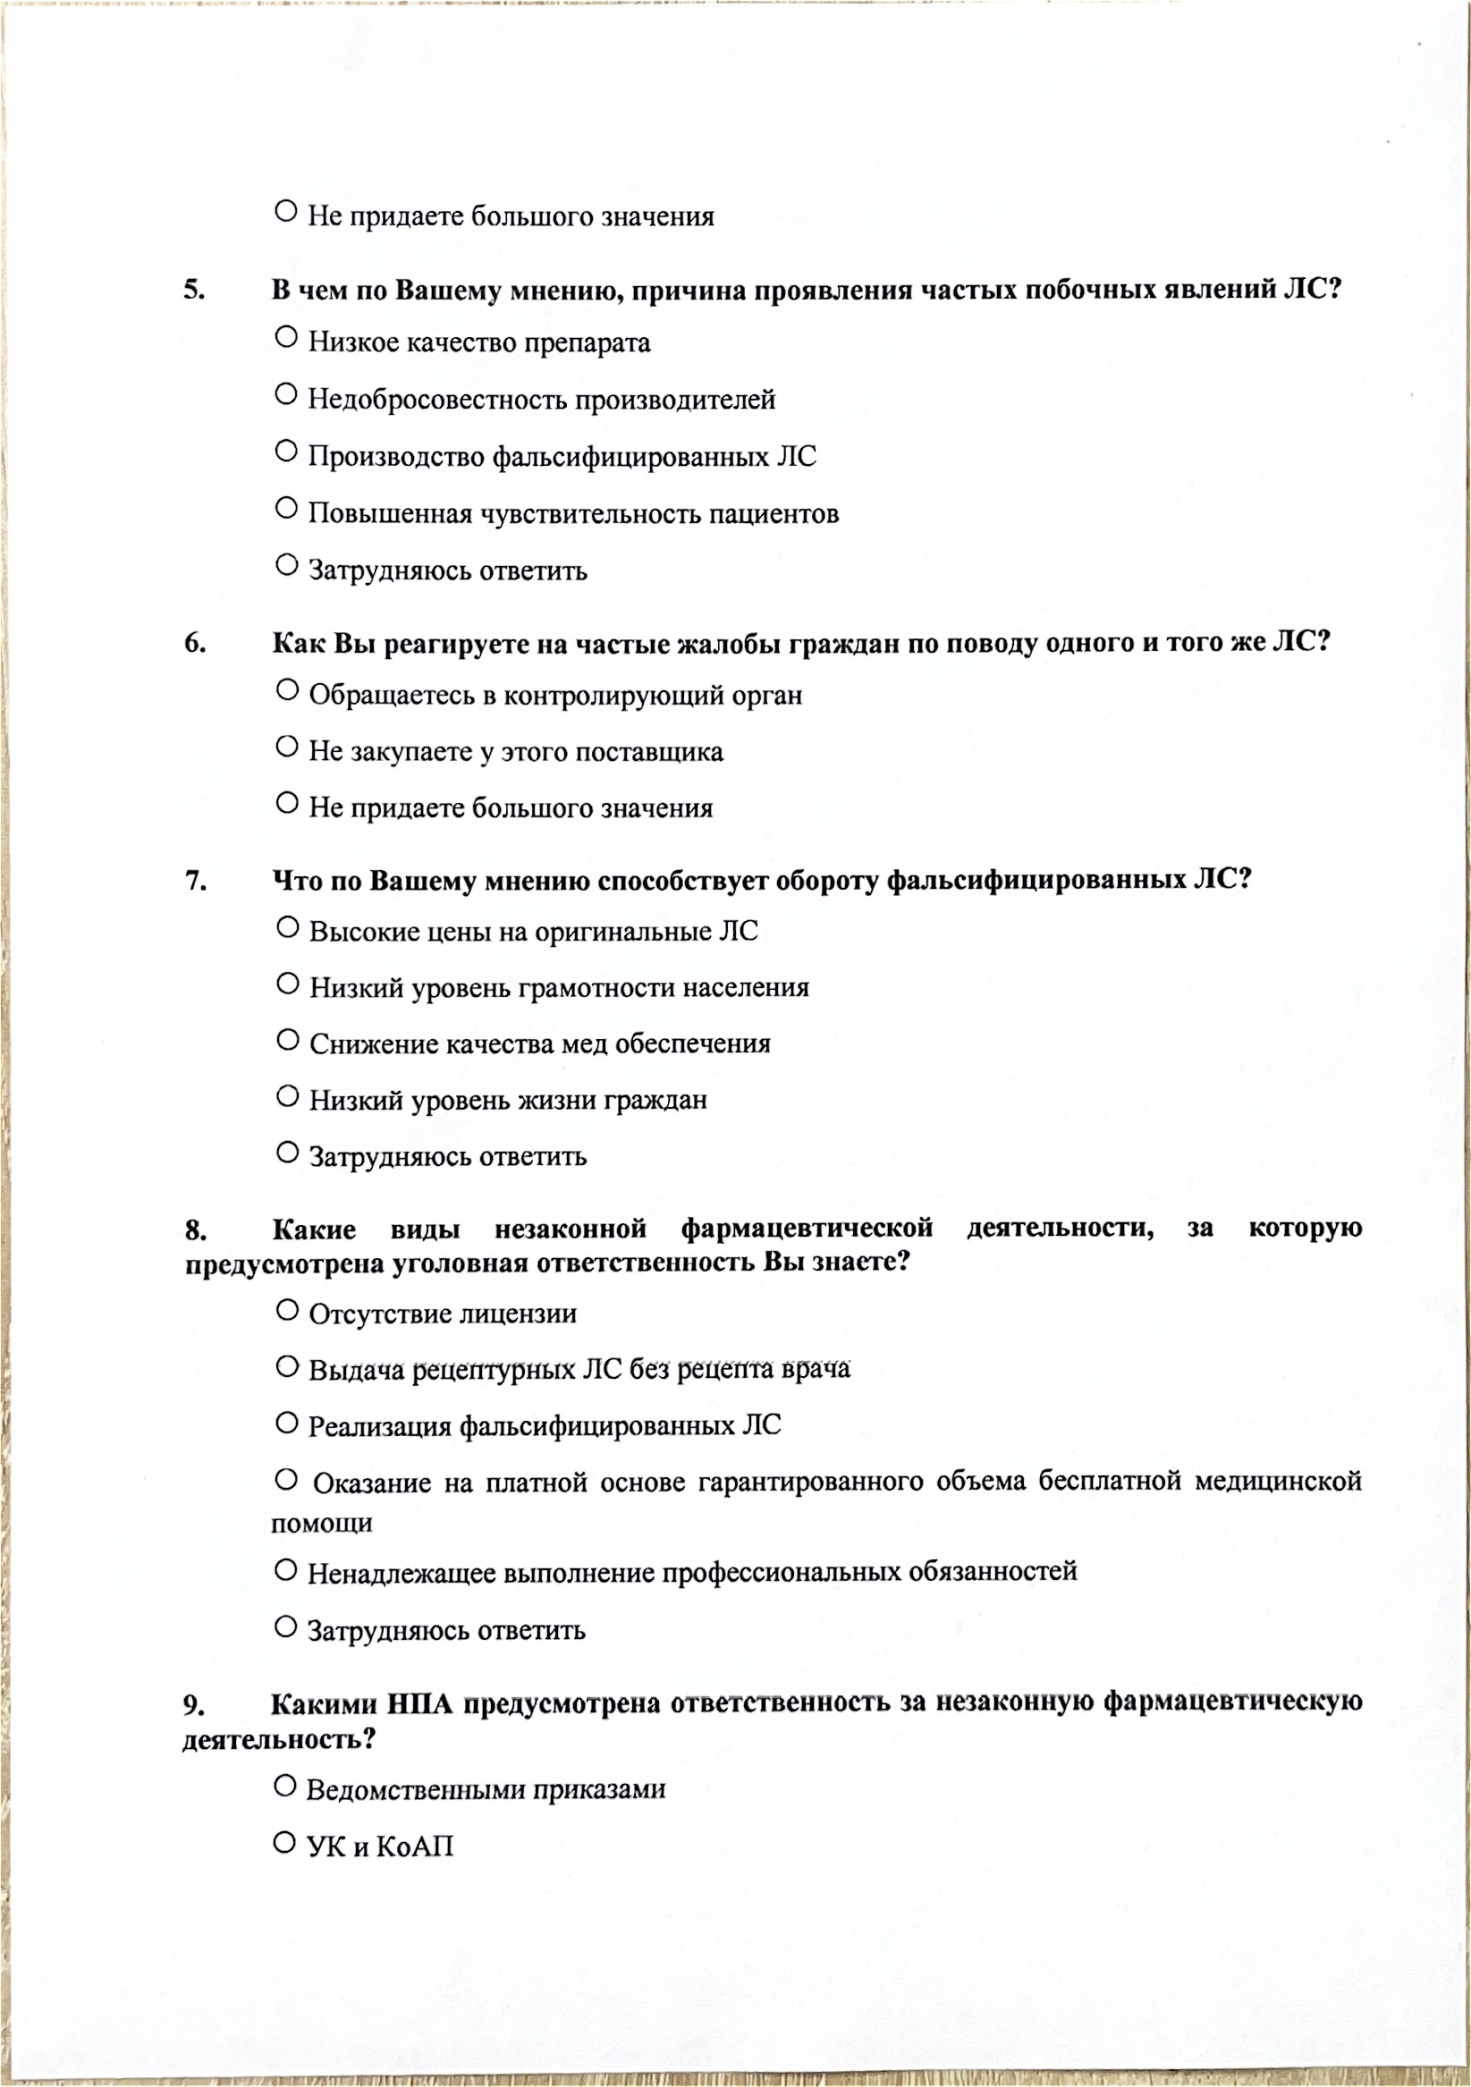 Не придаете большого значения
5. В чем по Вашему мнению, причина проявления частых побочных явлений ЛС?
Низкое качество препарата
Недобросовестность производителей
Производство фальсифицированных ЛС
Повышенная чувствительность пациентов
Затрудняюсь ответить
6. Как Вы реагируете на частые жалобы граждан по поводу одного и того же ЛС?
Обращаетесь в контролирующий орган
Не закупаете у этого поставщика
Не придаете большого значения
7. Что по Вашему мнению способствует обороту фальсифицированных ЛС?
Высокие цены на оригинальные ЛС
Низкий уровень грамотности населения
Снижение качества мед обеспечения
Низкий уровень жизни граждан
Затрудняюсь ответить
8. Какие виды незаконной фармацевтической деятельности, за которую
предусмотрена уголовная ответственность Вы знаете?
Отсутствие лицензии
Выдача рецептурных ЛС без рецепта врача
Реализация фальсифицированных ЛС
Оказание на платной основе гарантированного объема бесплатной медицинской
помощи
Ненадлежащее выполнение профессиональных обязанностей
Затрудняюсь ответить
9. Какими НПА предусмотрена ответственность за незаконную фармацевтическую
деятельность?
Ведомственными приказами
УК и КоАП